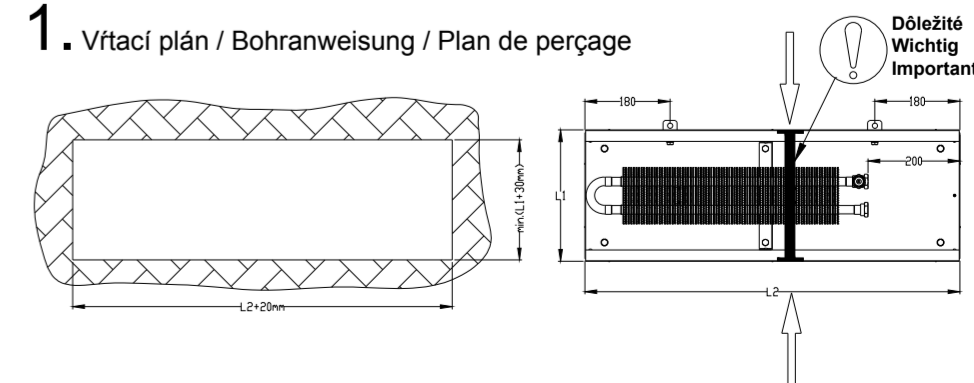 1. Vŕtací plán / Bohranweisung / Plan de perçage
Dôležité
Wichtig
Important
180
180
200
L1
L2
min.(L1+30mm)
L2+20mm